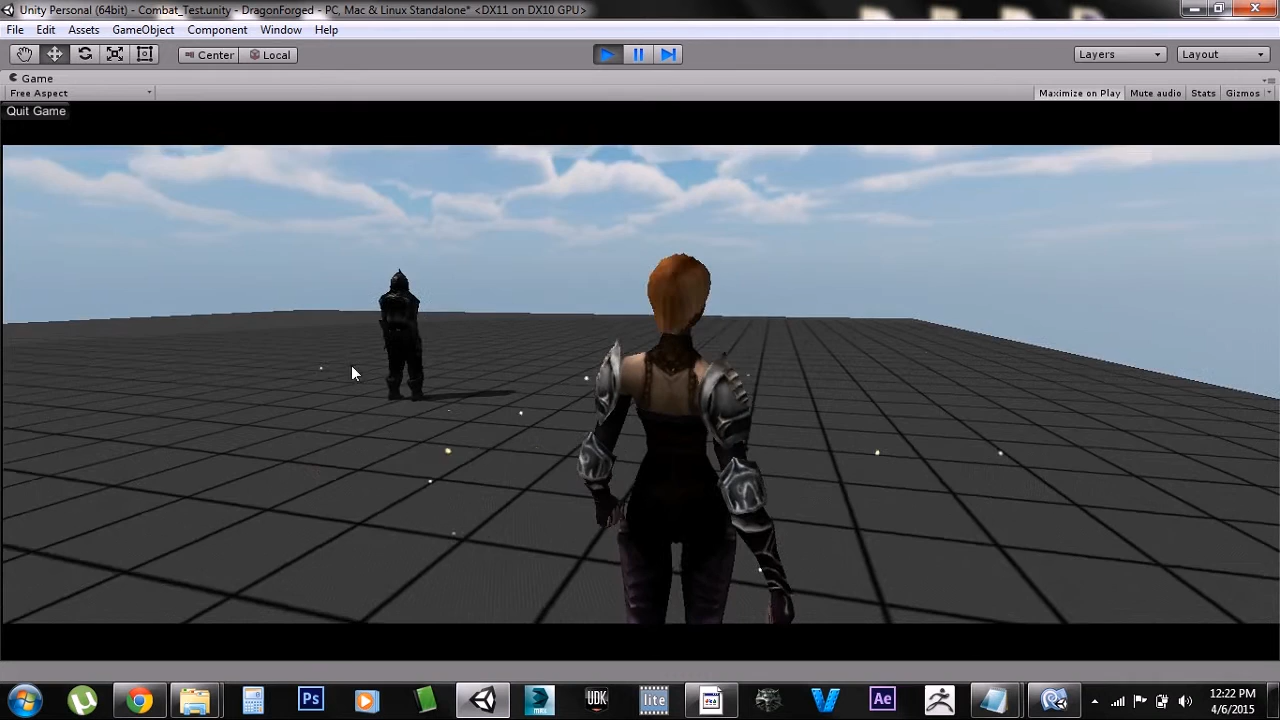 Unity Personal (64bit) - Combat_Test.unity - DragonForged - PC, Mac & Linux Standalone* <DX11 on DX10 GPU>
File Edit Assets GameObject Component Window Help
Center Local Layers Layout
Game
Free Aspect Maximize on Play Mute audio Stats Gizmos
Quit Game
Ps UDK lite Ae
12:22 PM
4/6/2015